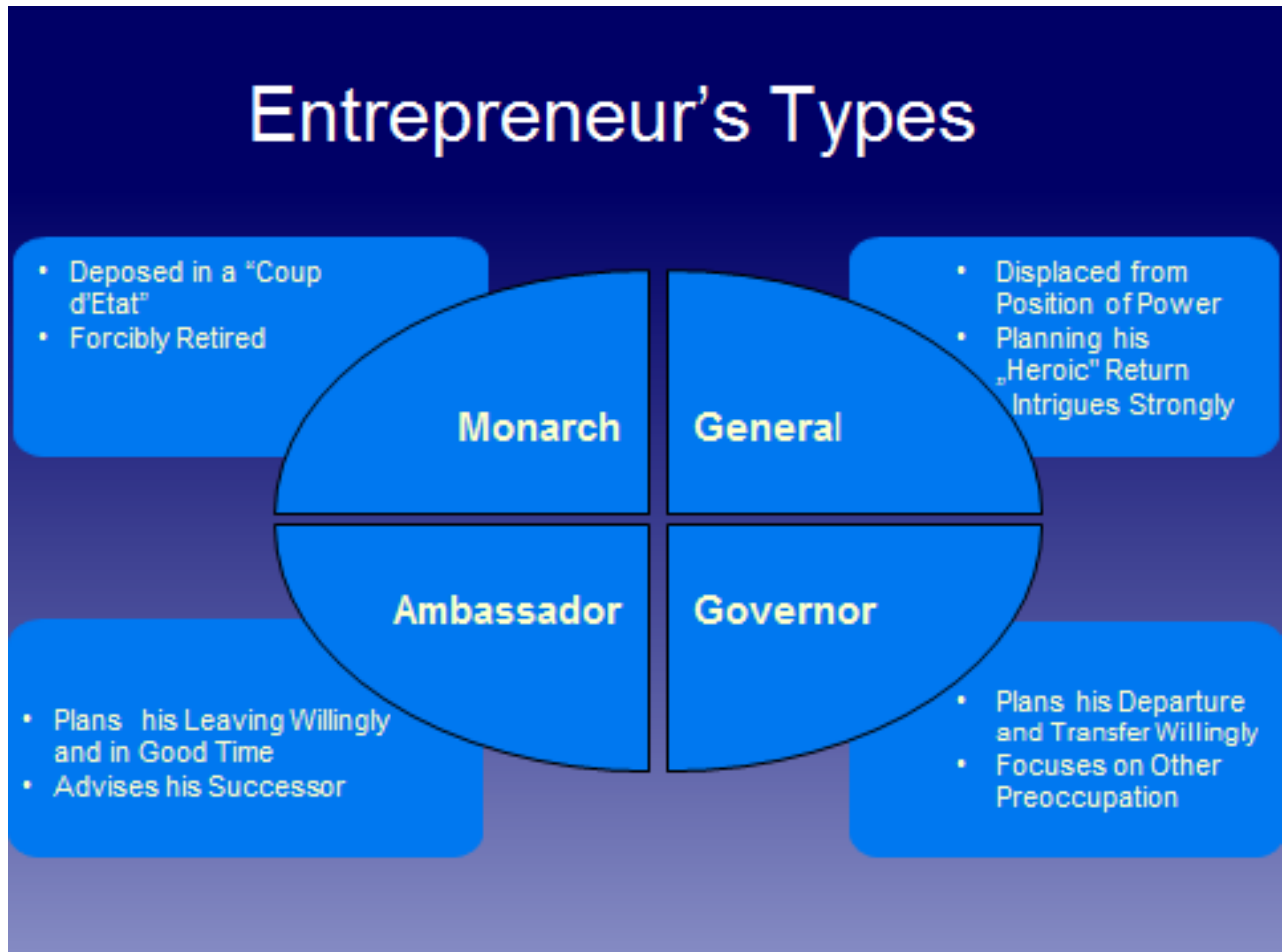 Entrepreneur’s Types
• Deposed in a “Coup
d’Etat”
• Forcibly Retired
• Displaced from
Position of Power
• Planning his
„Heroic" Return
Intrigues Strongly
Monarch
General
Ambassador
Governor
• Plans his Leaving Willingly
and in Good Time
• Advises his Successor
• Plans his Departure
and Transfer Willingly
• Focuses on Other
Preoccupation